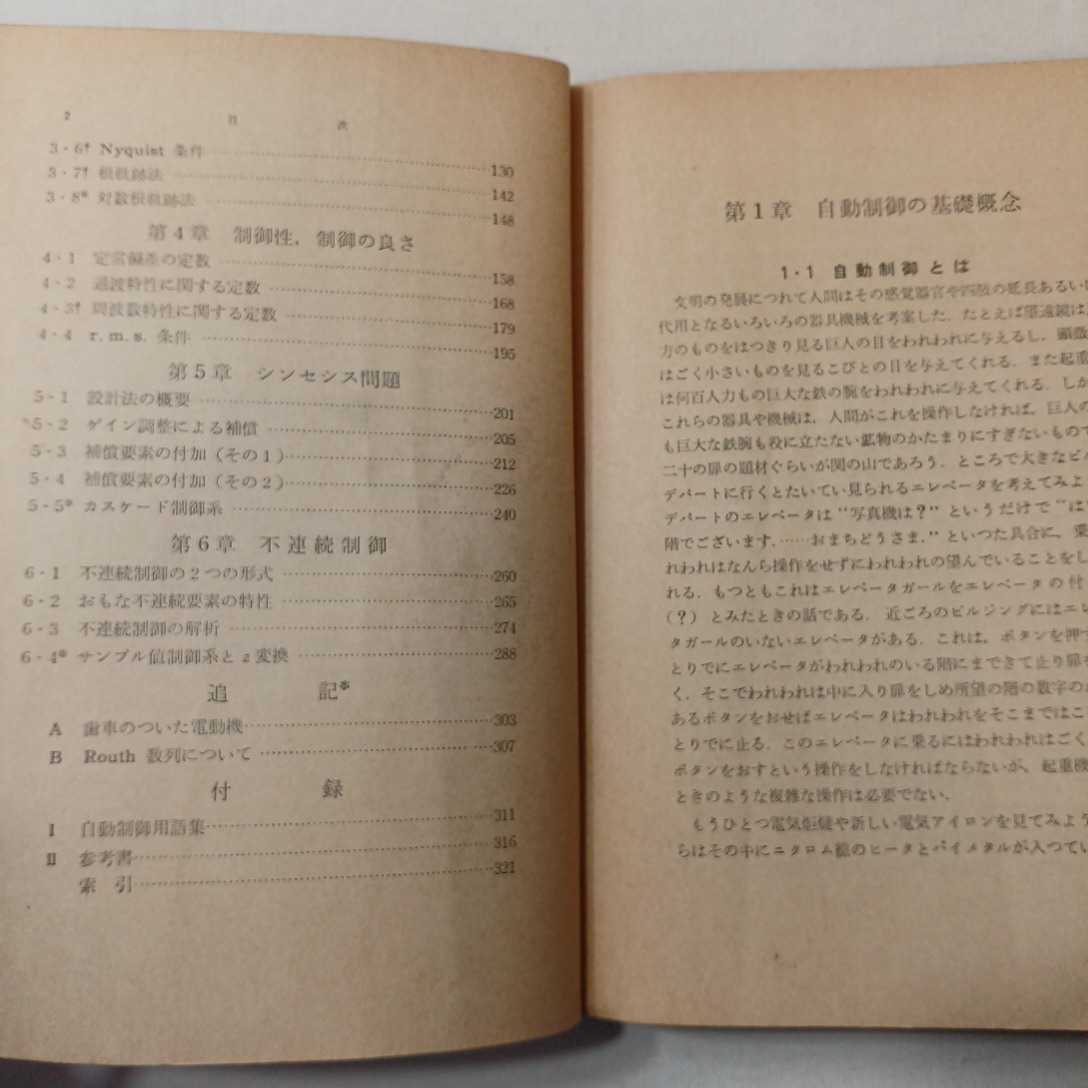 2 目 次
3・6† Nyquist 条件 130
3・7† 根軌跡法 142
3・8* 対数根軌跡法 148
第4章 制御性，制御の良さ
4・1 定常偏差の定数 158
4・2 過渡特性に関する定数 168
4・3† 周波数特性に関する定数 179
4・4 r.m.s. 条件 195
第5章 シンセシス問題
5・1 設計法の概要 201
5・2 ゲイン調整による補償 205
5・3 補償要素の付加（その1） 212
5・4 補償要素の付加（その2） 226
5・5* カスケード制御系 240
第6章 不連続制御
6・1 不連続制御の2つの形式 260
6・2 おもな不連続要素の特性 265
6・3 不連続制御の解析 274
6・4* サンプル値制御系と z 変換 288
追 記*
A 歯車のついた電動機 303
B Routh 数列について 307
付 録
I 自動制御用語集 311
II 参考書 316
索 引 321
第1章 自動制御の基礎概念
1・1 自動制御とは
文明の発展につれて人間はその感覚器官や四肢の延長あるい
代用となるいろいろの器具機械を考案した．たとえば望遠鏡は
力のものをはつきり見る巨人の目をわれわれに与えるし，顕微
はごく小さいものを見るこびとの目を与えてくれる．また起重
は何百人力もの巨大な鉄の腕をわれわれに与えてくれる．しか
これらの器具や機械は，人間がこれを操作しなければ，巨人の
も巨大な鉄腕も役に立たない鉱物のかたまりにすぎないもので
二十の扉の題材ぐらいが関の山であろう．ところで大きなビル
デパートに行くとたいてい見られるエレベータを考えてみよ
デパートのエレベータは“写真機は？”というだけで“は
階でございます．……おまちどうさま．”といつた具合に，乗
れわれはなんら操作をせずにわれわれの望んでいることをし
れる．もつともこれはエレベータガールをエレベータの付
（？）とみたときの話である．近ごろのビルジングにはエレ
タガールのいないエレベータがある．これは，ボタンを押
とりでにエレベータがわれわれのいる階にまできて止り扉
く．そこでわれわれは中に入り扉をしめ所望の階の数字の
あるボタンをおせばエレベータはわれわれをそこまではこ
とりでに止る．このエレベータに乗るにはわれわれはごく
ボタンをおすという操作をしなければならないが，起重機
ときのような複雑な操作は必要でない．
もうひとつ電気炬燵や新しい電気アイロンを見てみよう
らはその中にニクロム線のヒータとバイメタルが入つてい